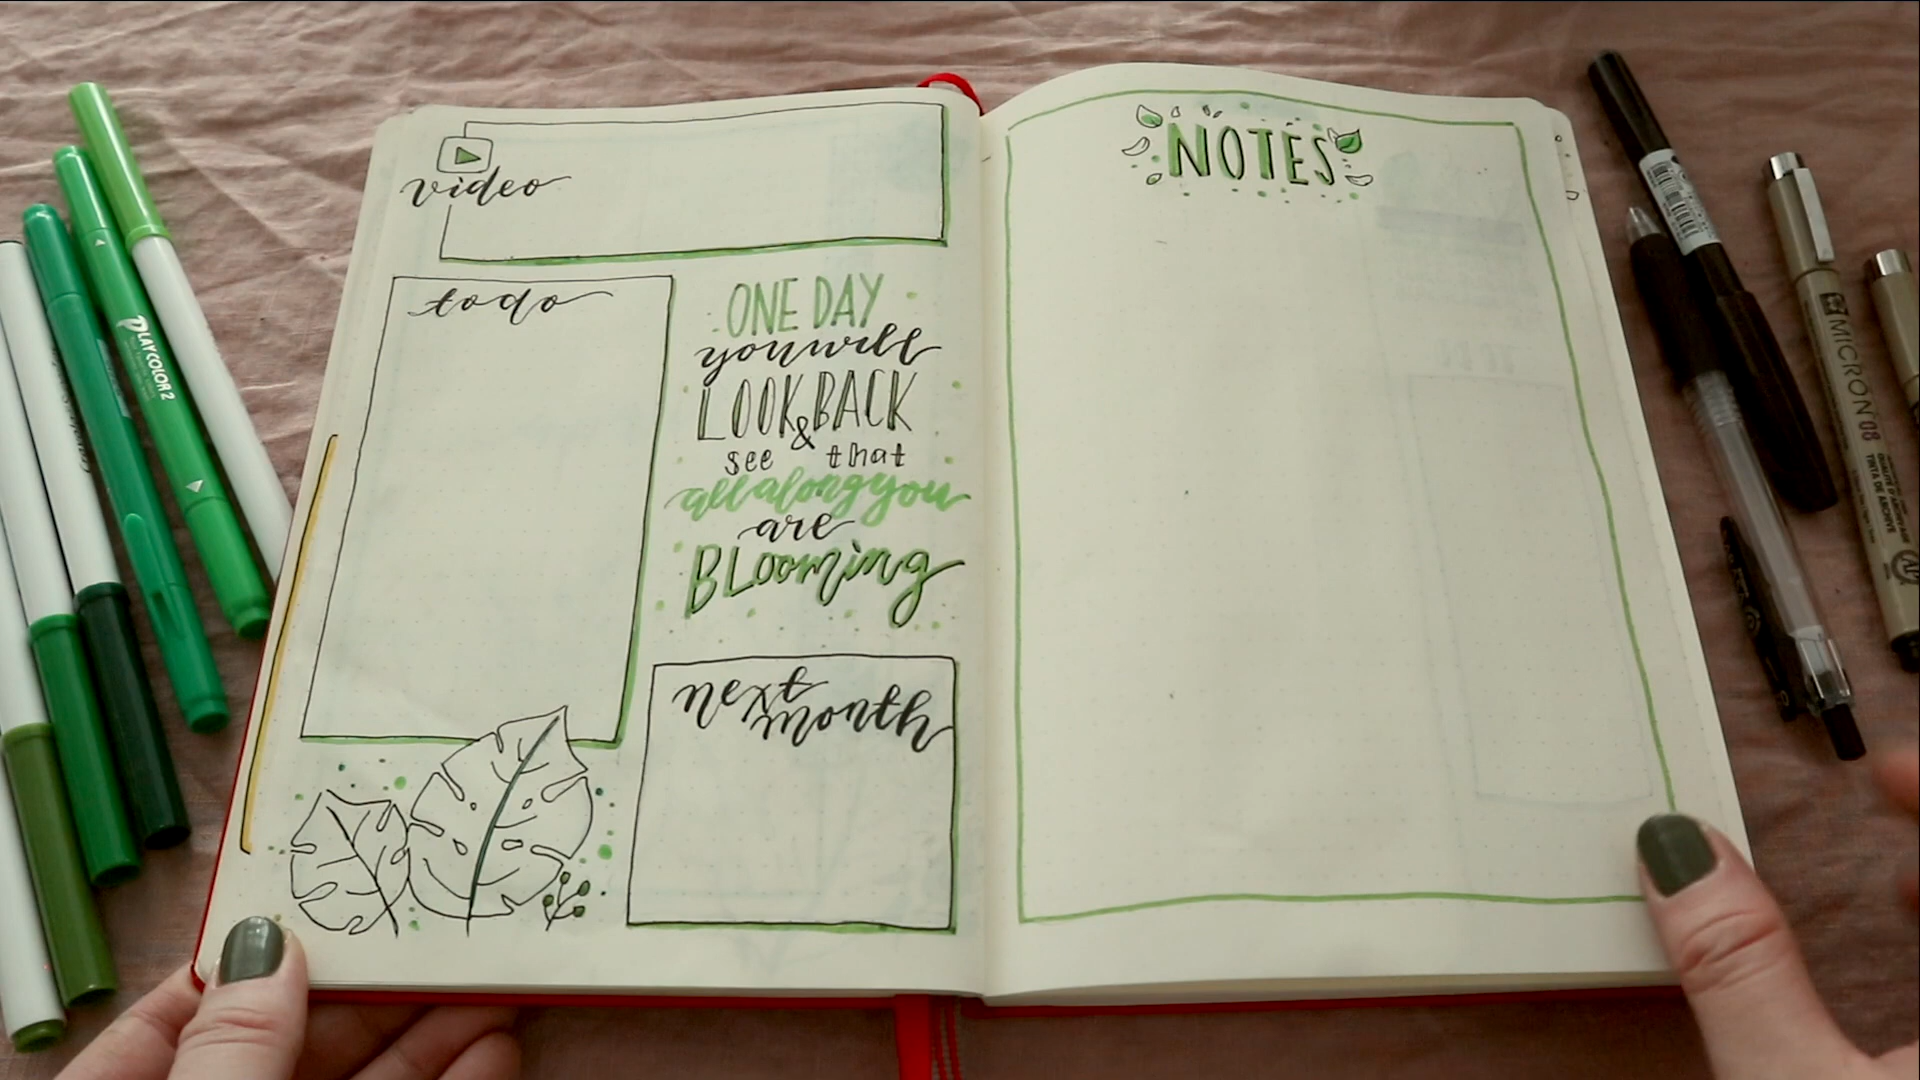 video
todo
ONE DAY
you will
LOOK BACK
&
see that
all along you
are
BLooming
next
month
NOTES
PLAYCOLOR 2
MICRON 08